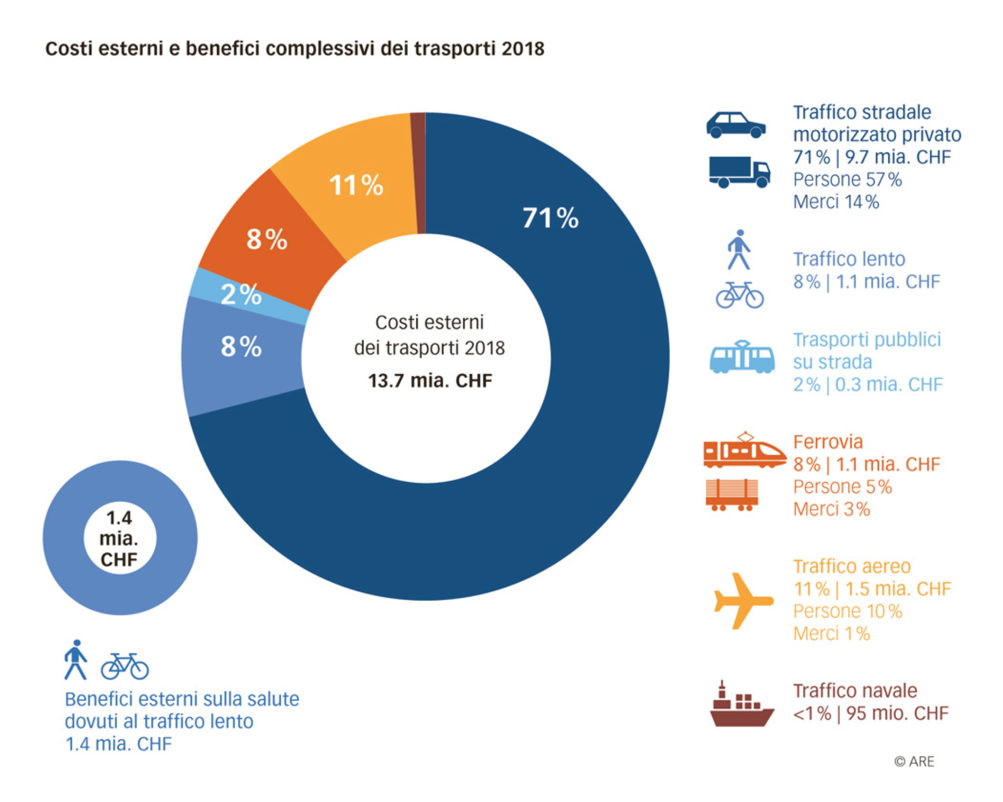 Costi esterni e benefici complessivi dei trasporti 2018
71%
11%
8%
2%
8%
Costi esterni
dei trasporti 2018
13.7 mia. CHF
1.4
mia.
CHF
Benefici esterni sulla salute
dovuti al traffico lento
1.4 mia. CHF
Traffico stradale
motorizzato privato
71% | 9.7 mia. CHF
Persone 57%
Merci 14%
Traffico lento
8% | 1.1 mia. CHF
Trasporti pubblici
su strada
2% | 0.3 mia. CHF
Ferrovia
8% | 1.1 mia. CHF
Persone 5%
Merci 3%
Traffico aereo
11% | 1.5 mia. CHF
Persone 10%
Merci 1%
Traffico navale
<1% | 95 mio. CHF
© ARE